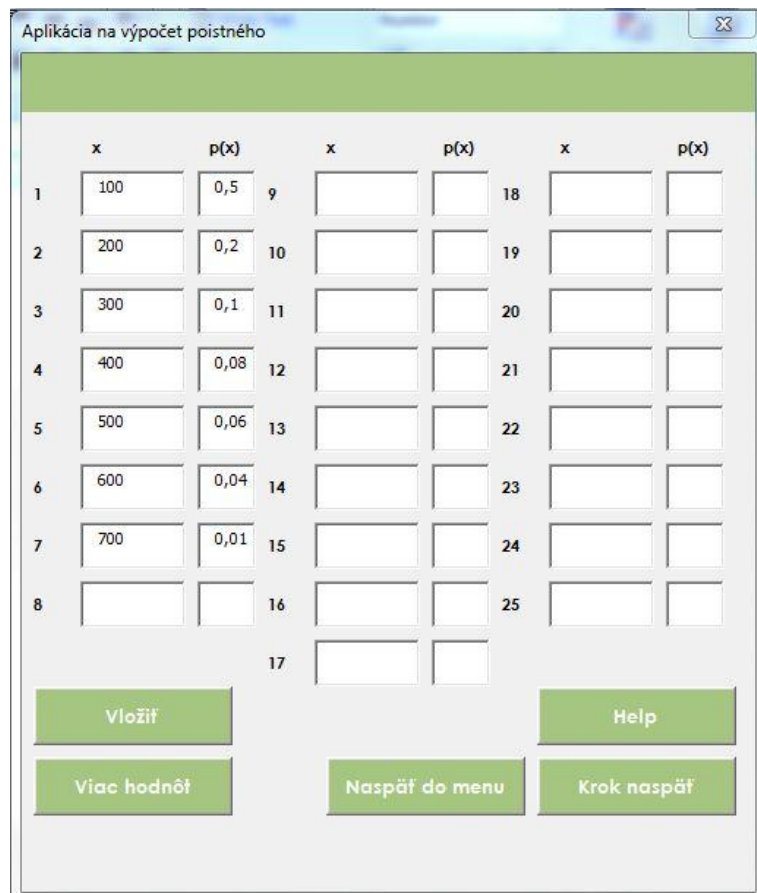 Aplikácia na výpočet poistného
x p(x) x p(x) x p(x)
1 100 0,5 9 18
2 200 0,2 10 19
3 300 0,1 11 20
4 400 0,08 12 21
5 500 0,06 13 22
6 600 0,04 14 23
7 700 0,01 15 24
8 16 25
17
Vložiť Help
Viac hodnôt Naspäť do menu Krok naspäť